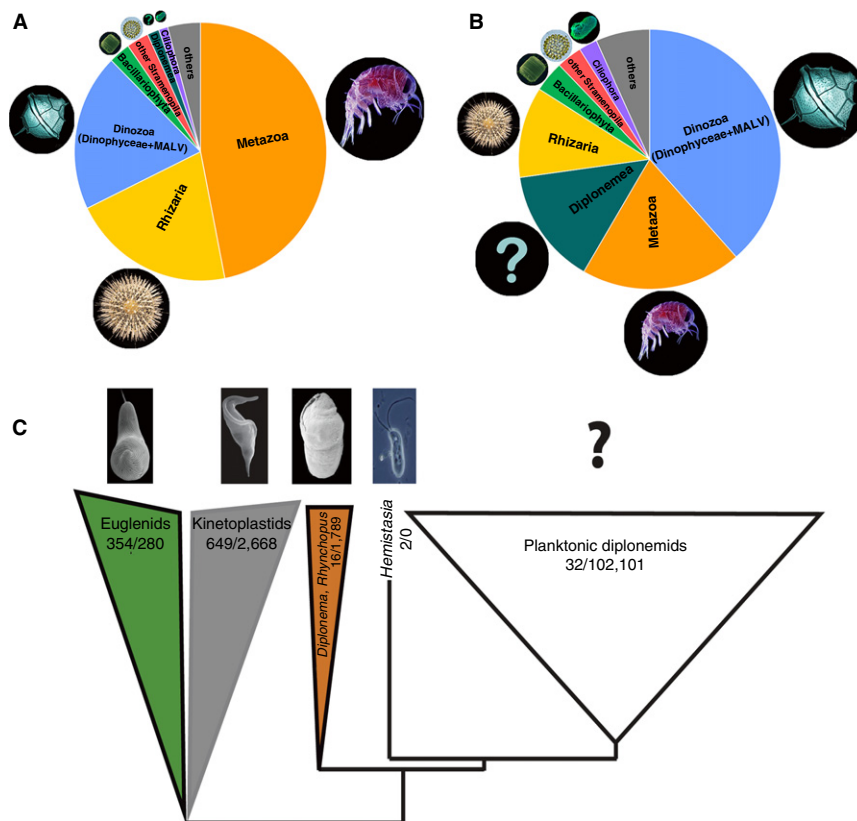 A
Metazoa
Rhizaria
Dinozoa
(Dinophyceae+MALV)
Bacillariophyta
other Stramenopila
Diplonemea
Ciliophora
others
B
Dinozoa
(Dinophyceae+MALV)
Metazoa
Diplonemea
Rhizaria
Bacillariophyta
other Stramenopila
Ciliophora
others
?
C
?
Euglenids
354/280
Kinetoplastids
649/2,668
Diplonema, Rhynchopus
16/1,789
Hemistasia
2/0
Planktonic diplonemids
32/102,101